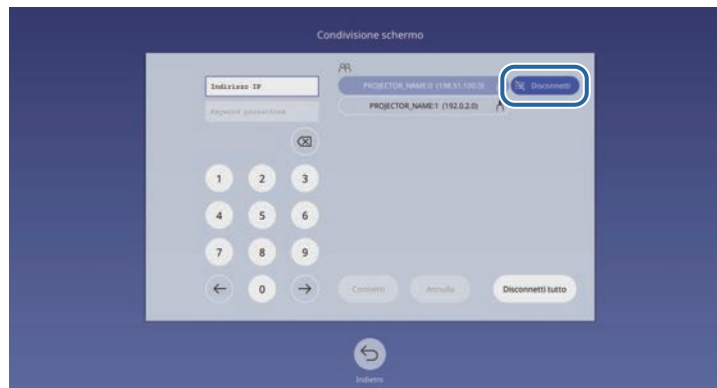 Condivisione schermo
Indirizzo IP
Keyword proiettore
PROJECTOR_NAME:0 (198.51.100.0)
Disconnetti
PROJECTOR_NAME:1 (192.0.2.0)
1 2 3
4 5 6
7 8 9
0
Connetti Annulla Disconnetti tutto
Indietro